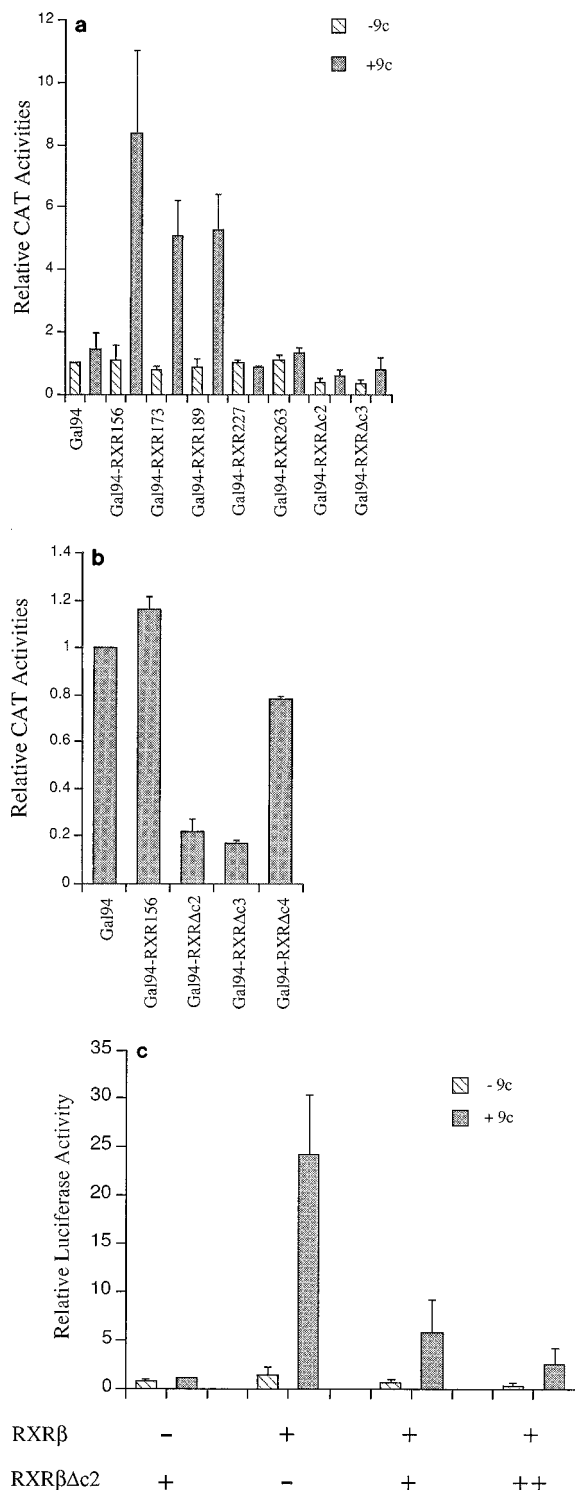 a
-9c
+9c
Relative CAT Activities
12
10
8
6
4
2
0
Gal94
Gal94-RXR156
Gal94-RXR173
Gal94-RXR189
Gal94-RXR227
Gal94-RXR263
Gal94-RXRΔc2
Gal94-RXRΔc3
b
Relative CAT Activities
1.4
1.2
1
0.8
0.6
0.4
0.2
0
Gal94
Gal94-RXR156
Gal94-RXRΔc2
Gal94-RXRΔc3
Gal94-RXRΔc4
c
- 9c
+ 9c
Relative Luciferase Activity
35
30
25
20
15
10
5
0
RXRβ - + + +
RXRβΔc2 + - + ++